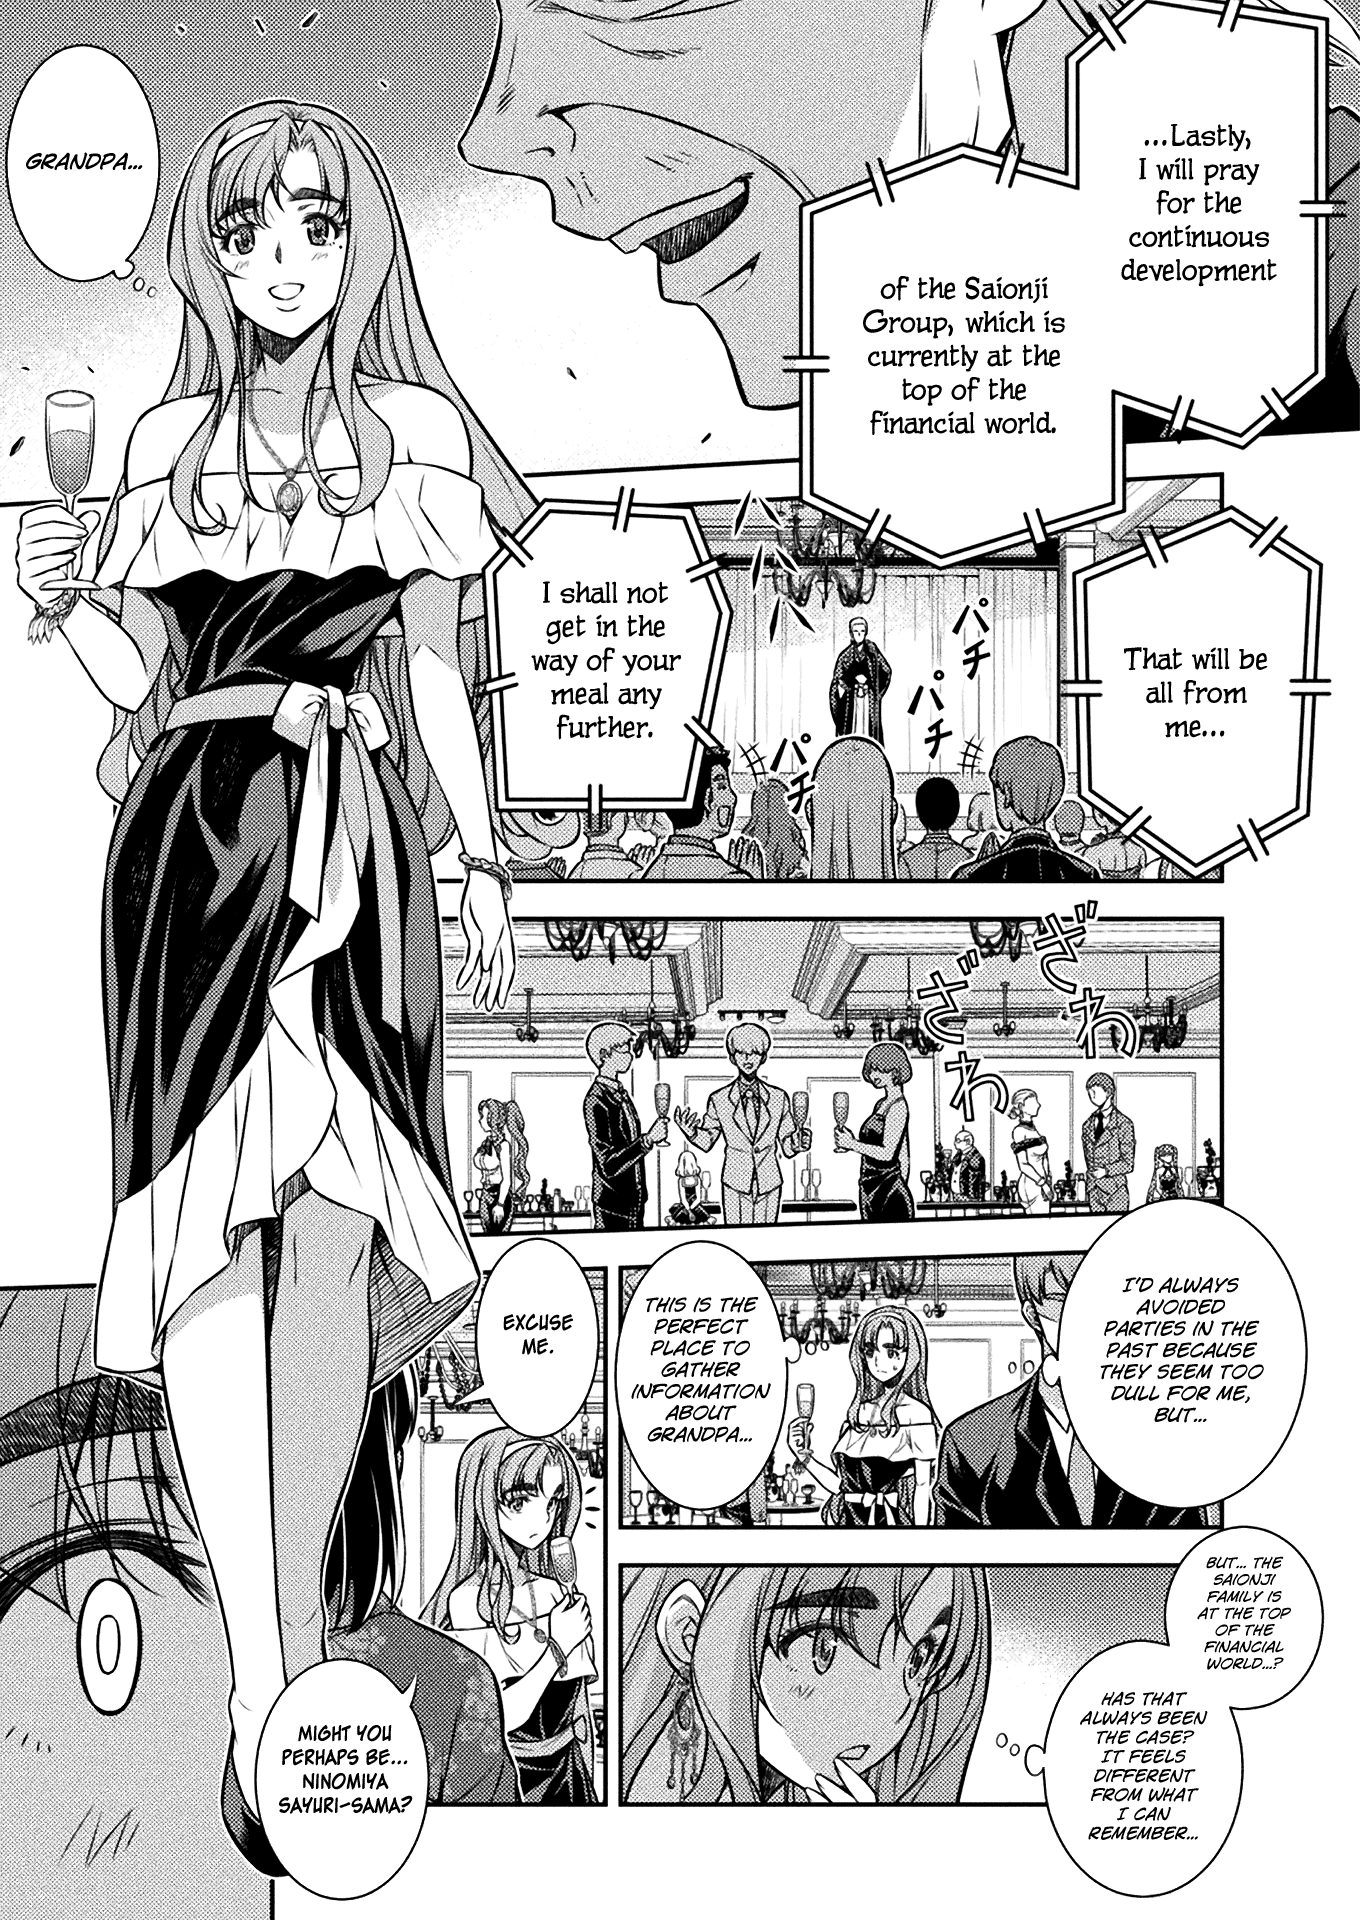 ...Lastly,
I will pray
for the
continuous
development
of the Saionji
Group, which is
currently at the
top of the
financial world.
GRANDPA...
That will be
all from
me...
I shall not
get in the
way of your
meal any
further.
パチ
パチ
パチ
ざわ
ざわ
I'D ALWAYS
AVOIDED
PARTIES IN THE
PAST BECAUSE
THEY SEEM TOO
DULL FOR ME,
BUT...
THIS IS THE
PERFECT
PLACE TO
GATHER
INFORMATION
ABOUT
GRANDPA...
BUT... THE
SAIONJI
FAMILY IS
AT THE TOP
OF THE
FINANCIAL
WORLD...?
HAS THAT
ALWAYS BEEN
THE CASE?
IT FEELS
DIFFERENT
FROM WHAT
I CAN
REMEMBER...
EXCUSE
ME.
MIGHT YOU
PERHAPS BE...
NINOMIYA
SAYURI-SAMA?